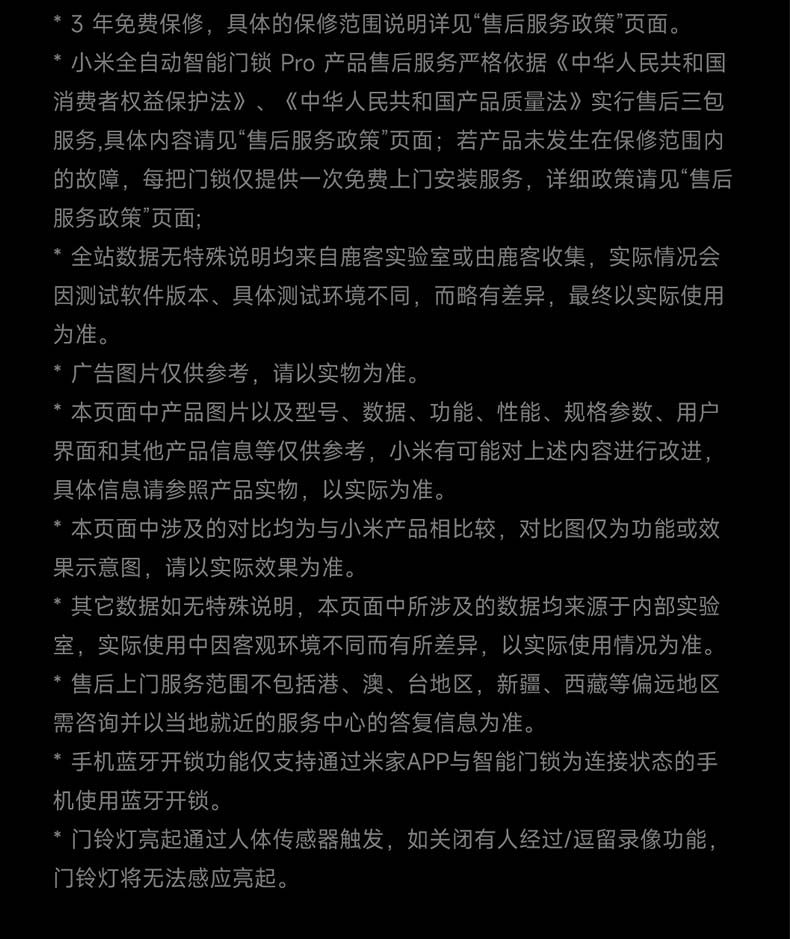 * 3 年免费保修，具体的保修范围说明详见“售后服务政策”页面。
* 小米全自动智能门锁 Pro 产品售后服务严格依据《中华人民共和国
消费者权益保护法》、《中华人民共和国产品质量法》实行售后三包
服务,具体内容请见“售后服务政策”页面；若产品未发生在保修范围内
的故障，每把门锁仅提供一次免费上门安装服务，详细政策请见“售后
服务政策”页面;
* 全站数据无特殊说明均来自鹿客实验室或由鹿客收集，实际情况会
因测试软件版本、具体测试环境不同，而略有差异，最终以实际使用
为准。
* 广告图片仅供参考，请以实物为准。
* 本页面中产品图片以及型号、数据、功能、性能、规格参数、用户
界面和其他产品信息等仅供参考，小米有可能对上述内容进行改进，
具体信息请参照产品实物，以实际为准。
* 本页面中涉及的对比均为与小米产品相比较，对比图仅为功能或效
果示意图，请以实际效果为准。
* 其它数据如无特殊说明，本页面中所涉及的数据均来源于内部实验
室，实际使用中因客观环境不同而有所差异，以实际使用情况为准。
* 售后上门服务范围不包括港、澳、台地区，新疆、西藏等偏远地区
需咨询并以当地就近的服务中心的答复信息为准。
* 手机蓝牙开锁功能仅支持通过米家APP与智能门锁为连接状态的手
机使用蓝牙开锁。
* 门铃灯亮起通过人体传感器触发，如关闭有人经过/逗留录像功能，
门铃灯将无法感应亮起。